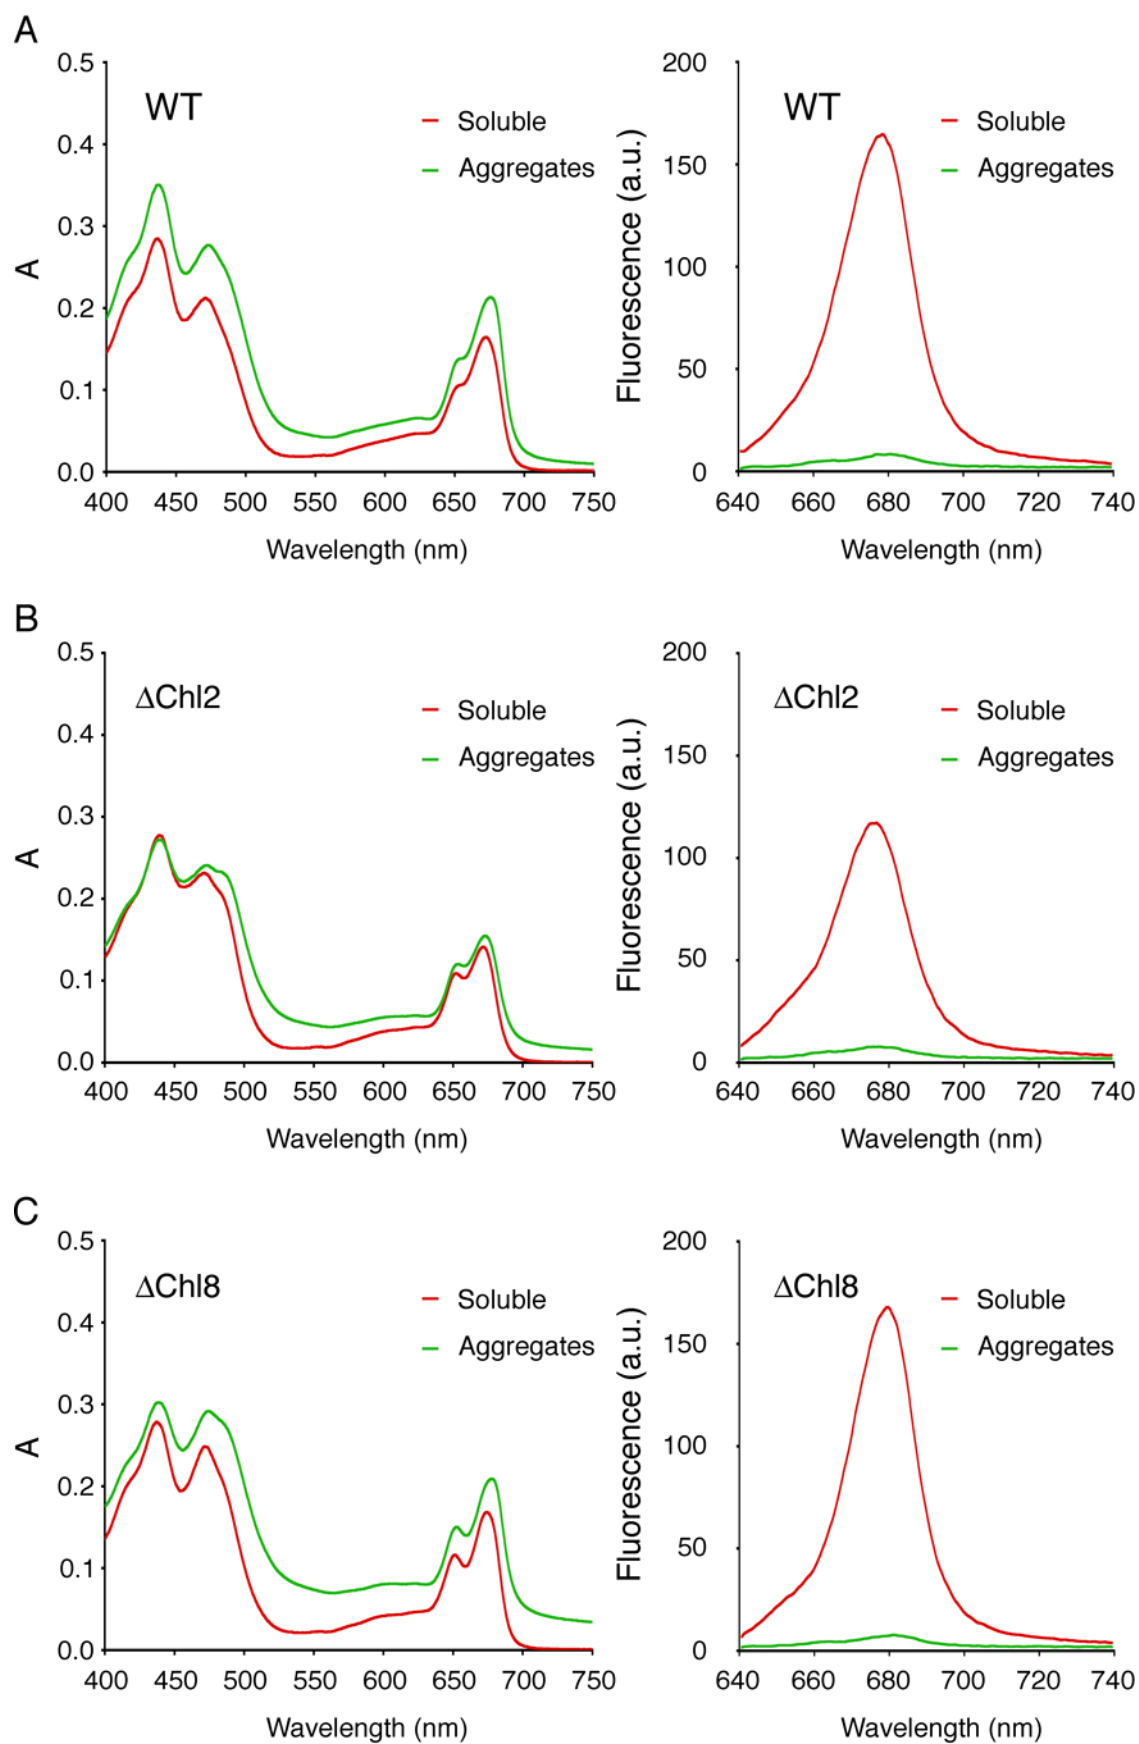 A
0.5
0.4
0.3
0.2
0.1
0.0
A
WT
Soluble
Aggregates
400 450 500 550 600 650 700 750
Wavelength (nm)
200
150
100
50
0
Fluorescence (a.u.)
WT
Soluble
Aggregates
640 660 680 700 720 740
Wavelength (nm)
B
0.5
0.4
0.3
0.2
0.1
0.0
A
ΔChl2
Soluble
Aggregates
400 450 500 550 600 650 700 750
Wavelength (nm)
200
150
100
50
0
Fluorescence (a.u.)
ΔChl2
Soluble
Aggregates
640 660 680 700 720 740
Wavelength (nm)
C
0.5
0.4
0.3
0.2
0.1
0.0
A
ΔChl8
Soluble
Aggregates
400 450 500 550 600 650 700 750
Wavelength (nm)
200
150
100
50
0
Fluorescence (a.u.)
ΔChl8
Soluble
Aggregates
640 660 680 700 720 740
Wavelength (nm)